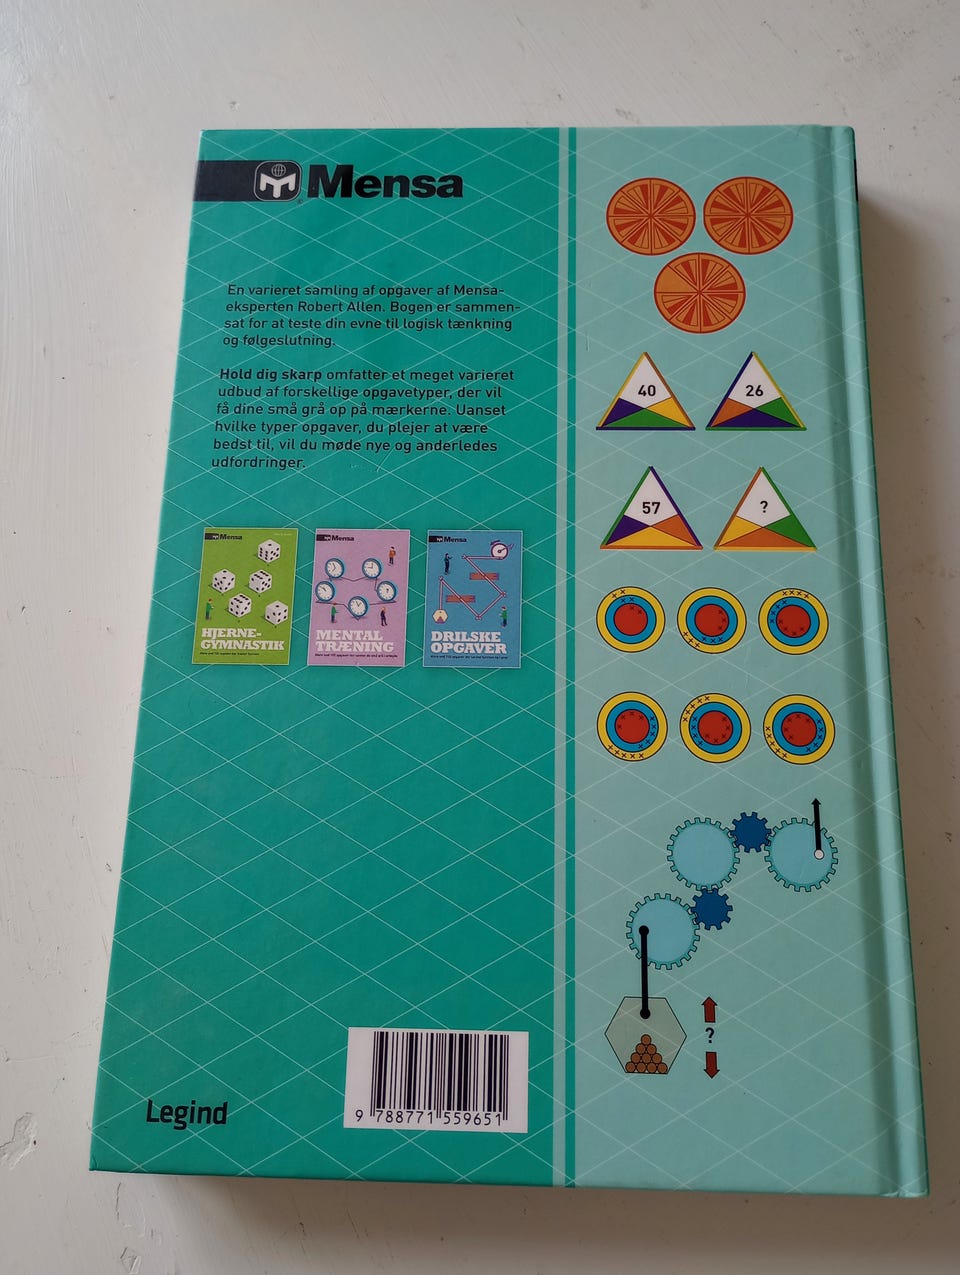 Mensa
En varieret samling af opgaver af Mensa-
eksperten Robert Allen. Bogen er sammen-
sat for at teste din evne til logisk tænkning
og følgeslutning.
Hold dig skarp omfatter et meget varieret
udbud af forskellige opgavetyper, der vil
få dine små grå op på mærkerne. Uanset
hvilke typer opgaver, du plejer at være
bedst til, vil du møde nye og anderledes
udfordringer.
Mensa
HJERNE-
GYMNASTIK
Mensa
MENTAL
TRÆNING
Mensa
DRILSKE
OPGAVER
40
26
57
?
?
Legind
9 788771 559651